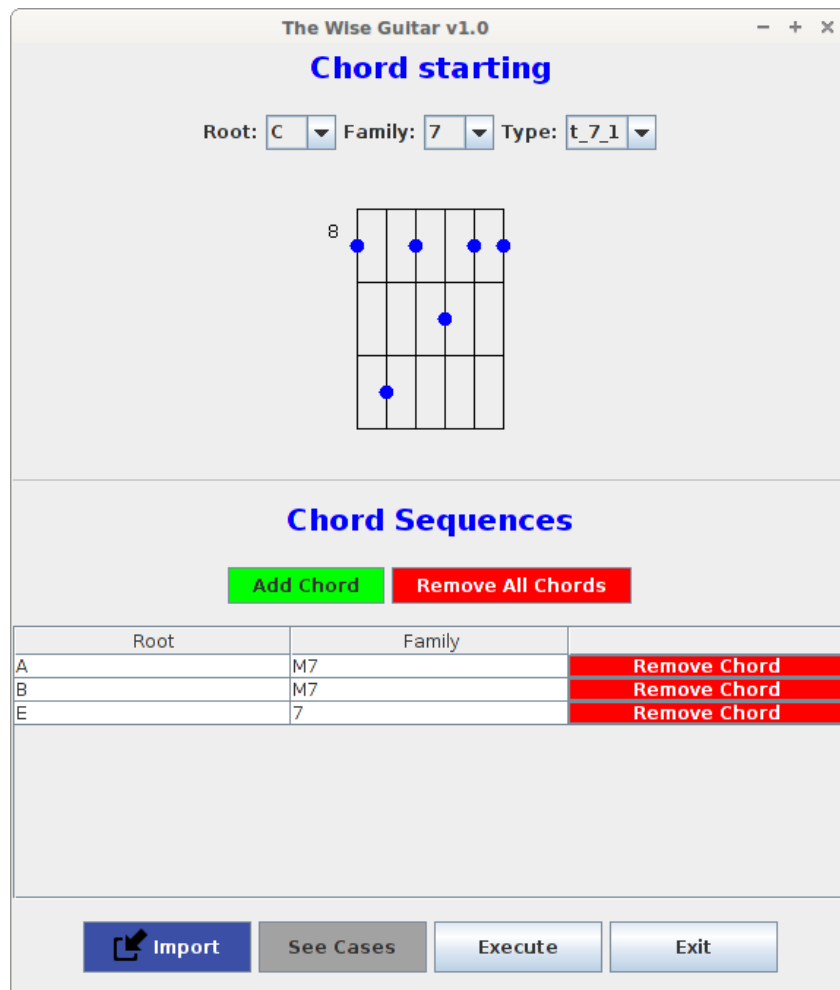 The Wise Guitar v1.0
Chord starting
Root: C Family: 7 Type: t_7_1
8
Chord Sequences
Add Chord Remove All Chords
Root Family
A M7 Remove Chord
B M7 Remove Chord
E 7 Remove Chord
Import See Cases Execute Exit